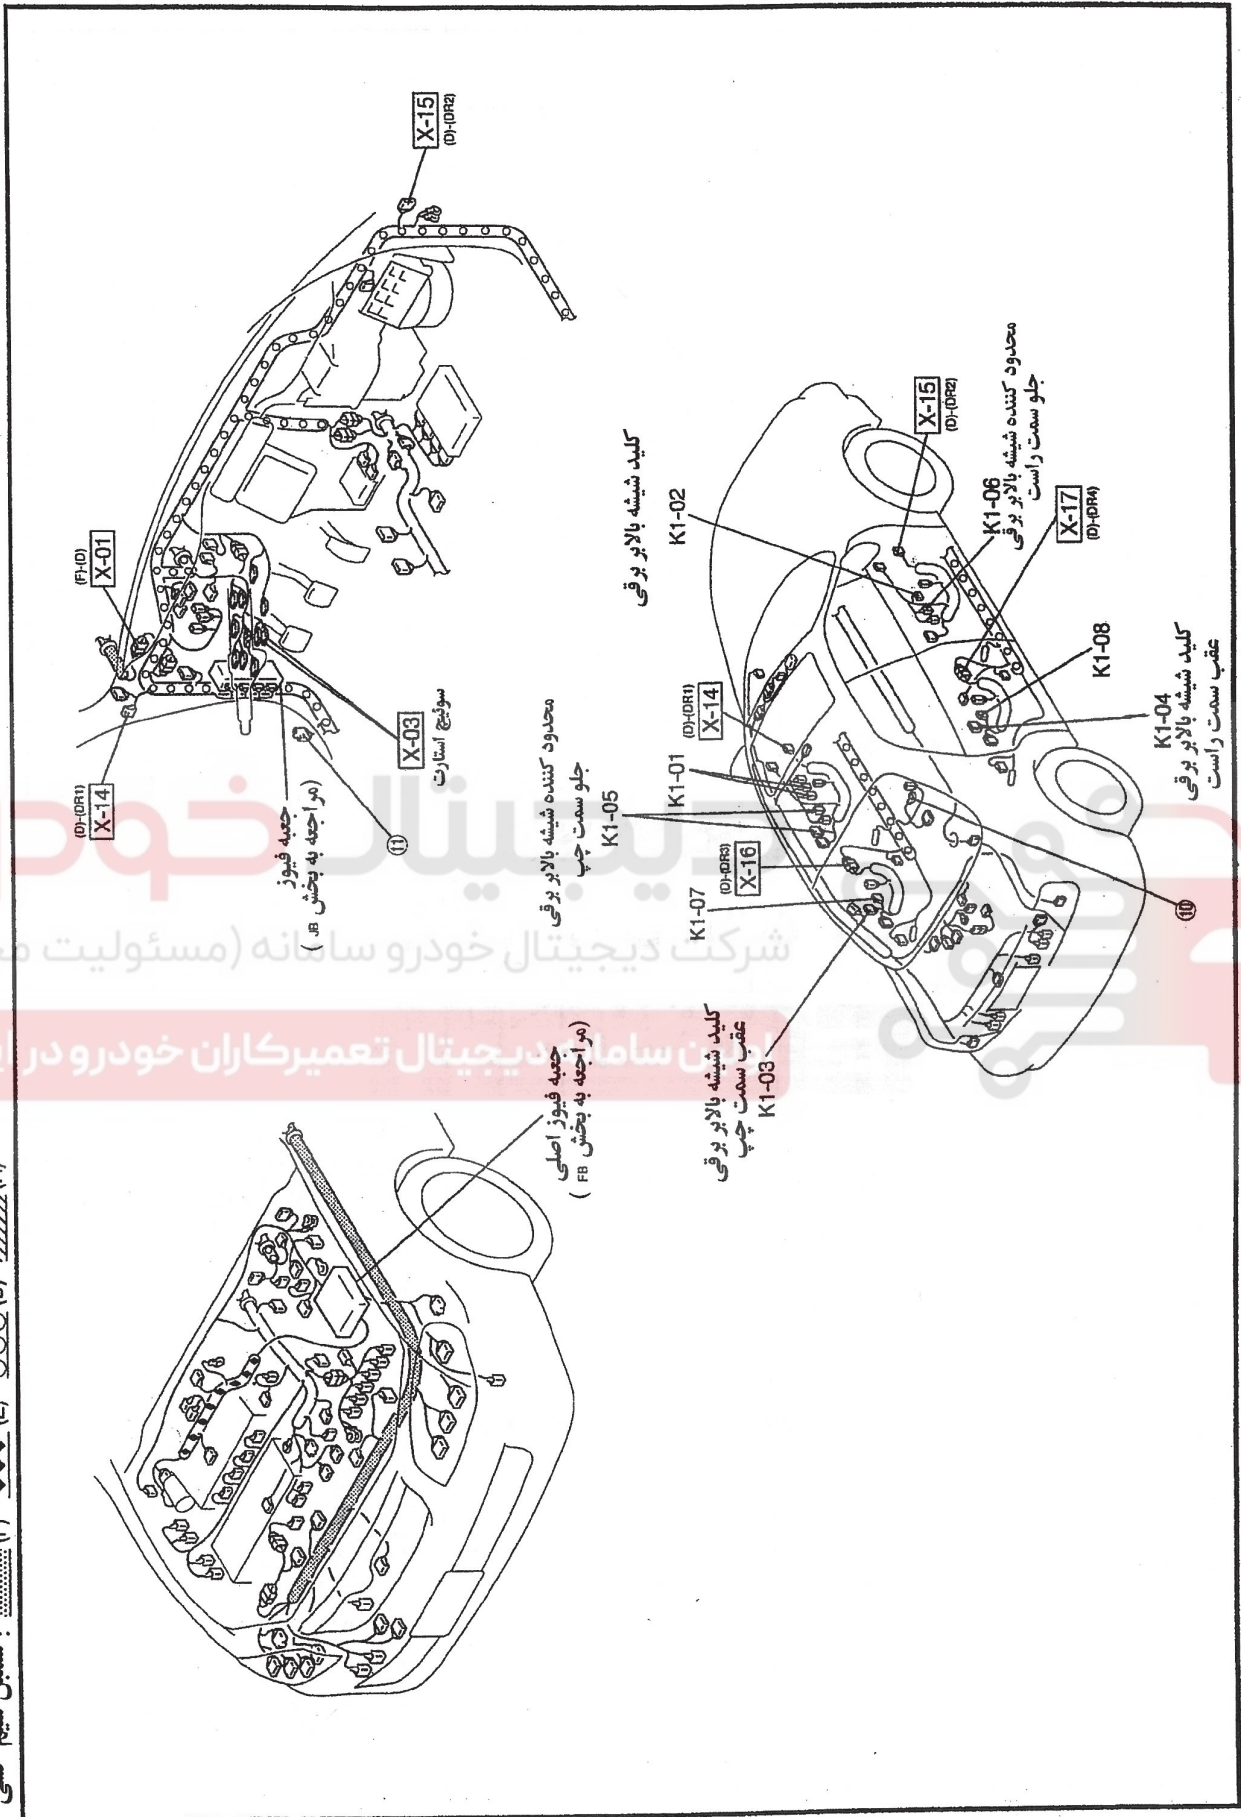 X-15
(D)-(DR2)
(F)-(D)
X-01
X-03
سوئیچ استارت
(D)-(DR1)
X-14
⑪
جعبه فیوز
(مراجعه به بخش JB)
جعبه فیوز اصلی
(مراجعه به بخش FB)
کلید شیشه بالابر برقی
K1-02
X-15
(D)-(DR2)
K1-06
محدود کننده شیشه بالابر برقی
جلو سمت راست
X-17
(D)-(DR4)
K1-08
K1-04
کلید شیشه بالابر برقی
عقب سمت راست
(D)-(DR1)
X-14
K1-01
محدود کننده شیشه بالابر برقی
جلو سمت چپ
K1-05
(D)-(DR3)
X-16
K1-07
⑩
کلید شیشه بالابر برقی
عقب سمت چپ
K1-03
دیجیتال خود
شرکت دیجیتال خودرو سامانه (مسئولیت
اولین سامانه دیجیتال تعمیرکاران خودرو در